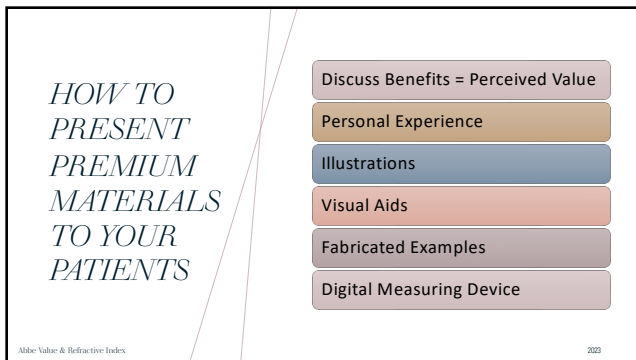 HOW TO
PRESENT
PREMIUM
MATERIALS
TO YOUR
PATIENTS
Discuss Benefits = Perceived Value
Personal Experience
Illustrations
Visual Aids
Fabricated Examples
Digital Measuring Device
Abbe Value & Refractive Index
2023